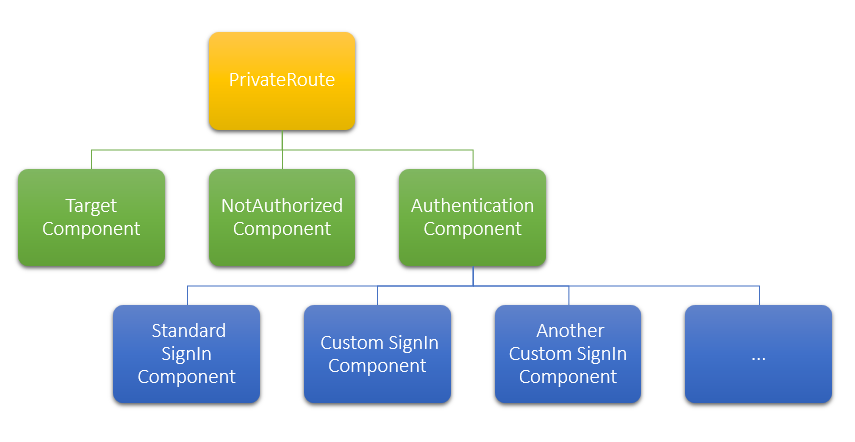 PrivateRoute
Target
Component
NotAuthorized
Component
Authentication
Component
Standard
SignIn
Component
Custom SignIn
Component
Another
Custom SignIn
Component
...